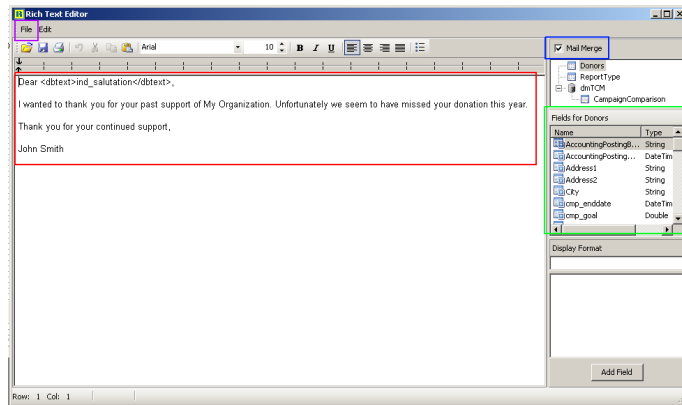 Rich Text Editor
File Edit
Arial 10 B I U
Mail Merge
Donors
ReportType
dmTCM
CampaignComparison
Dear <dbtext>ind_salutation</dbtext>,
I wanted to thank you for your past support of My Organization. Unfortunately we seem to have missed your donation this year.
Thank you for your continued support,
John Smith
Fields for Donors
Name Type
AccountingPostingB... String
AccountingPosting... DateTim
Address1 String
Address2 String
City String
cmp_enddate DateTim
cmp_goal Double
Display Format
Add Field
Row: 1 Col: 1